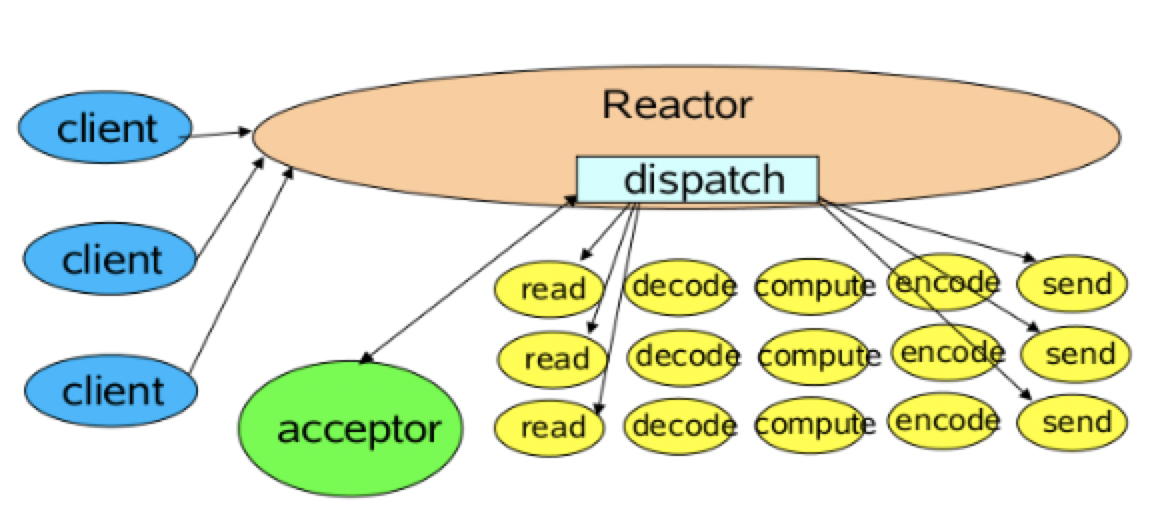 Reactor
client
dispatch
client
client
acceptor
read decode compute encode send
read decode compute encode send
read decode compute encode send